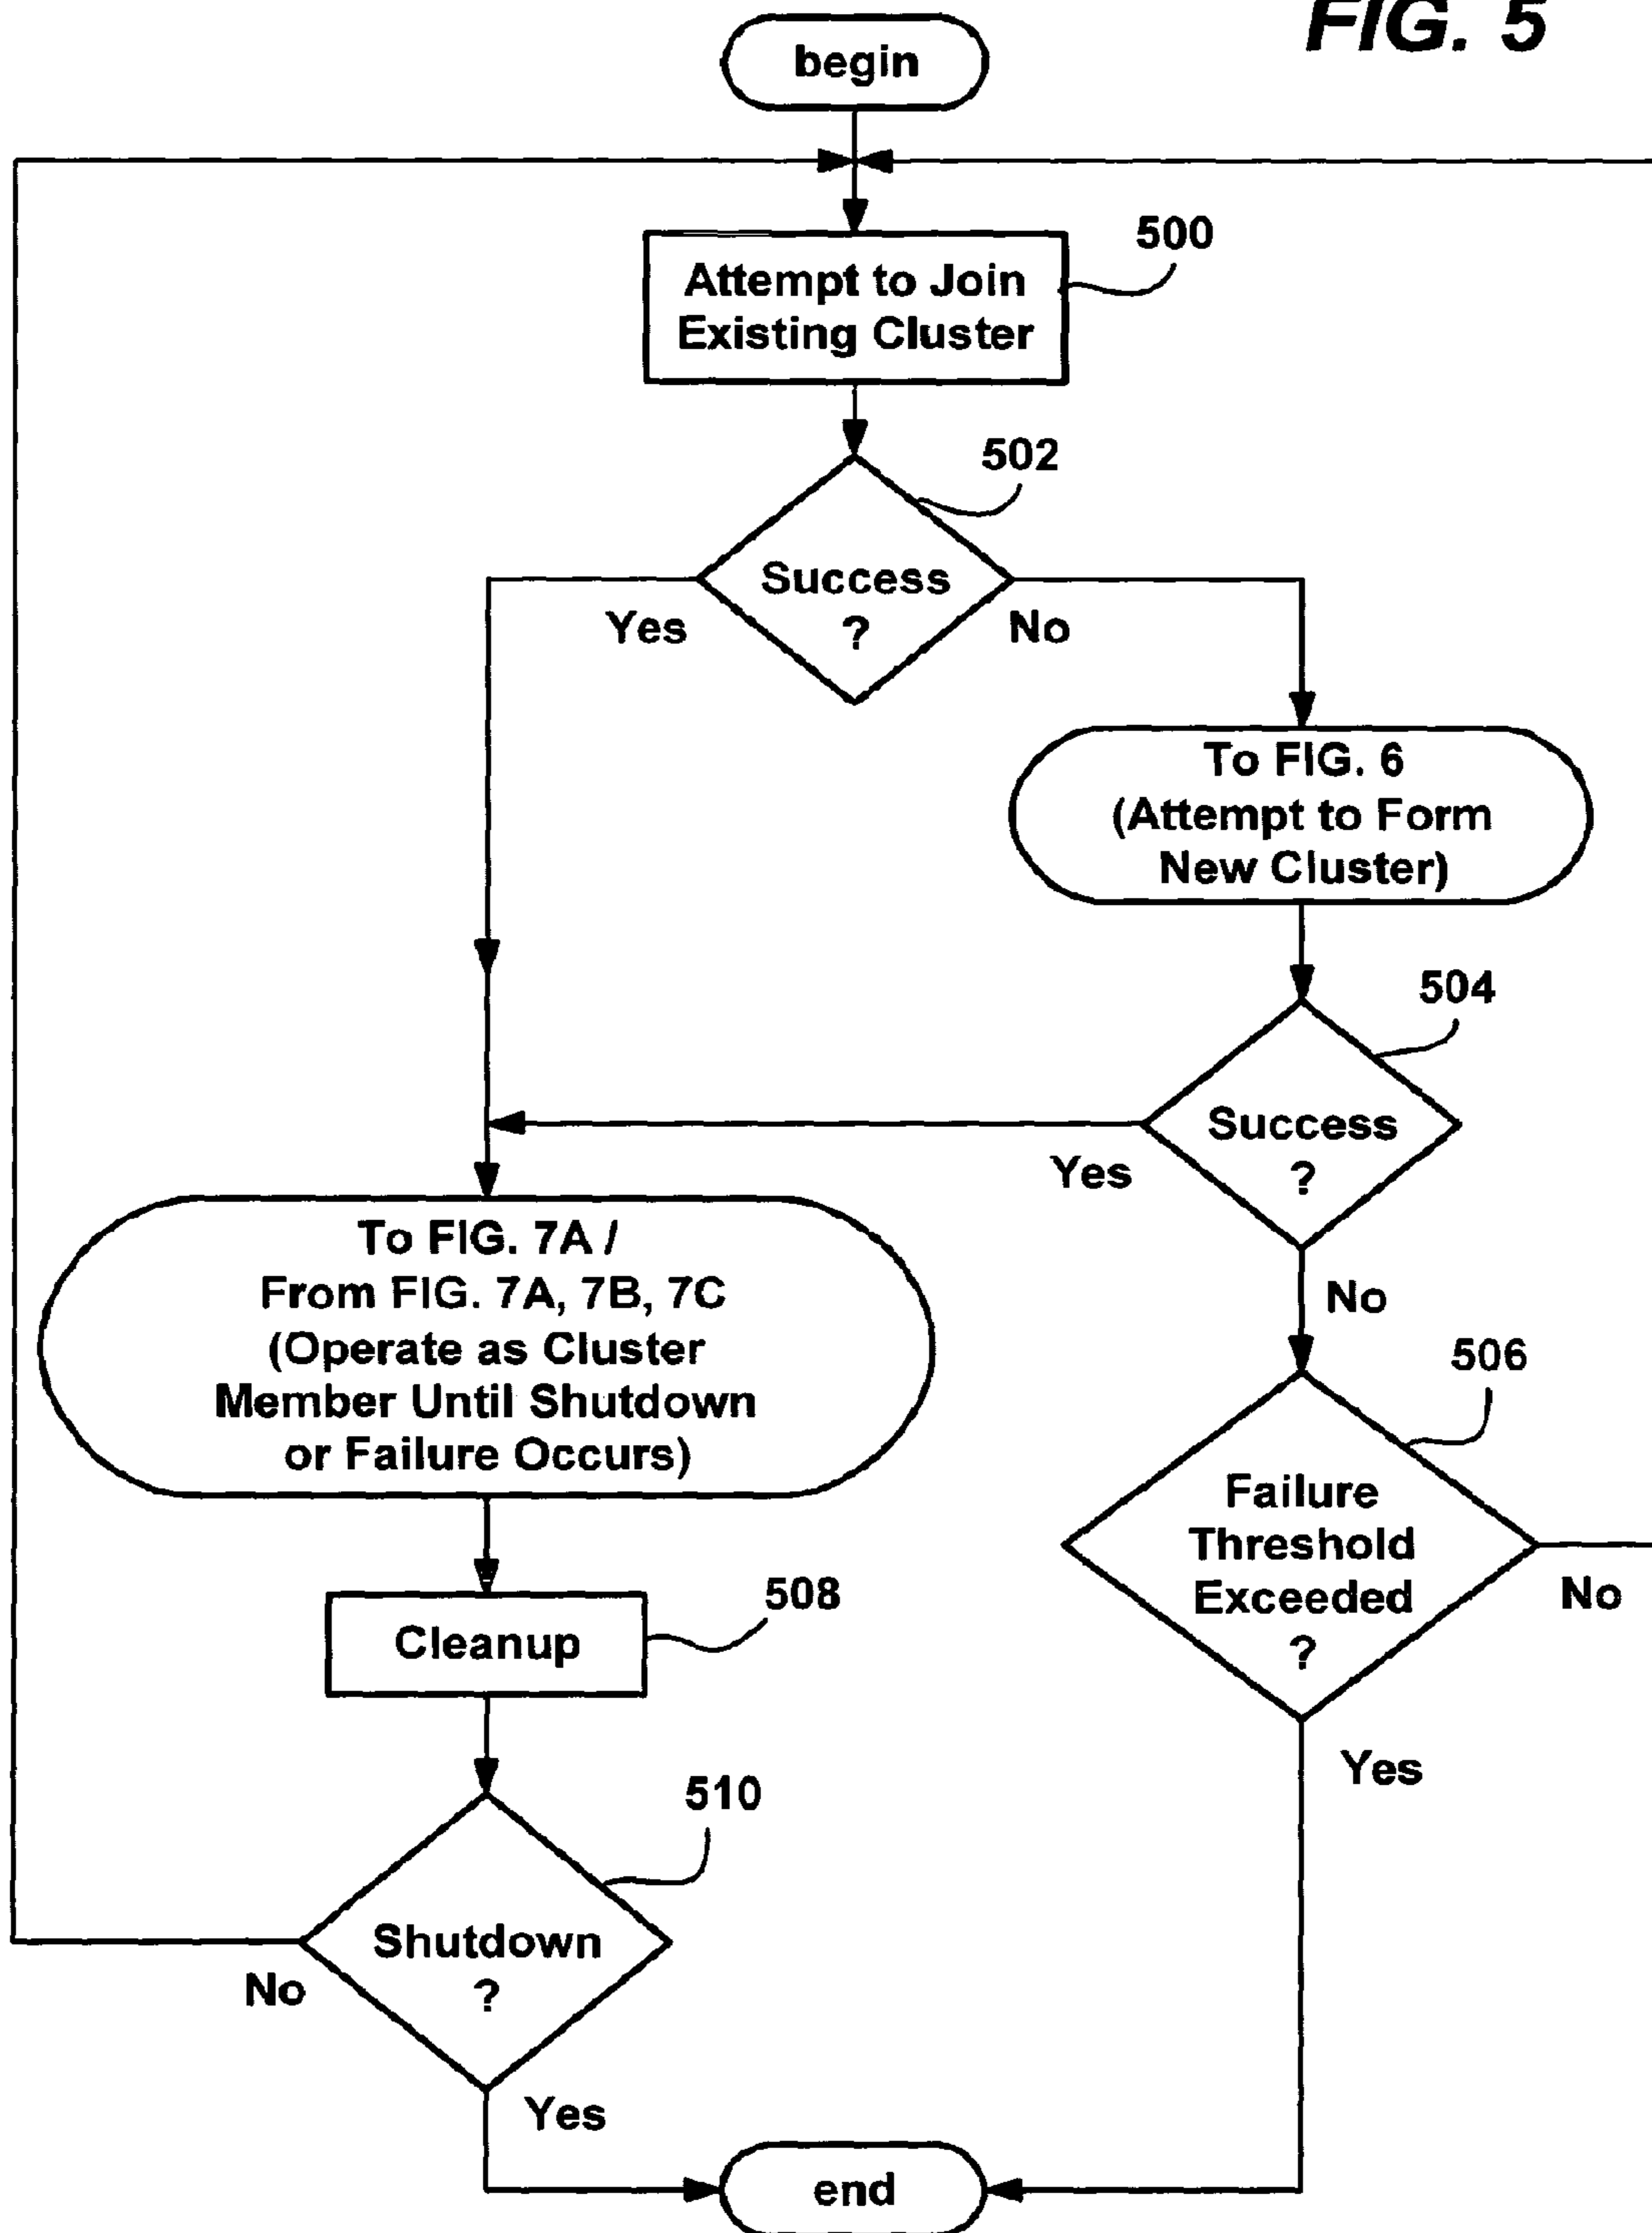 FIG. 5
begin
500
Attempt to Join
Existing Cluster
502
Success
?
Yes
No
To FIG. 6
(Attempt to Form
New Cluster)
504
Success
?
Yes
No
To FIG. 7A /
From FIG. 7A, 7B, 7C
(Operate as Cluster
Member Until Shutdown
or Failure Occurs)
506
Failure
Threshold
Exceeded
?
No
Yes
508
Cleanup
510
Shutdown
?
No
Yes
end